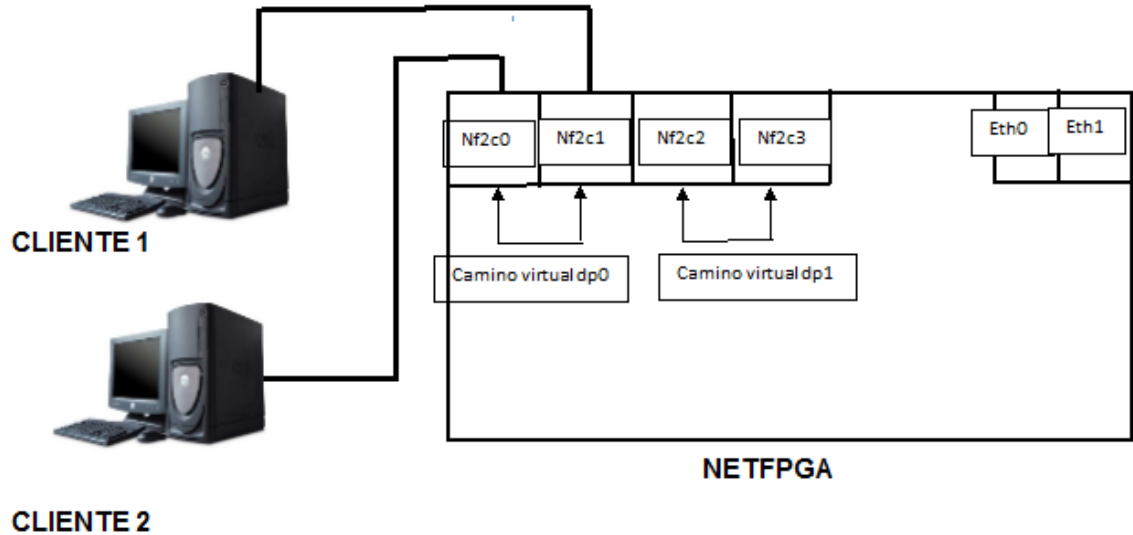 Nf2c0
Nf2c1
Nf2c2
Nf2c3
Eth0
Eth1
CLIENTE 1
Camino virtual dp0
Camino virtual dp1
NETFPGA
CLIENTE 2